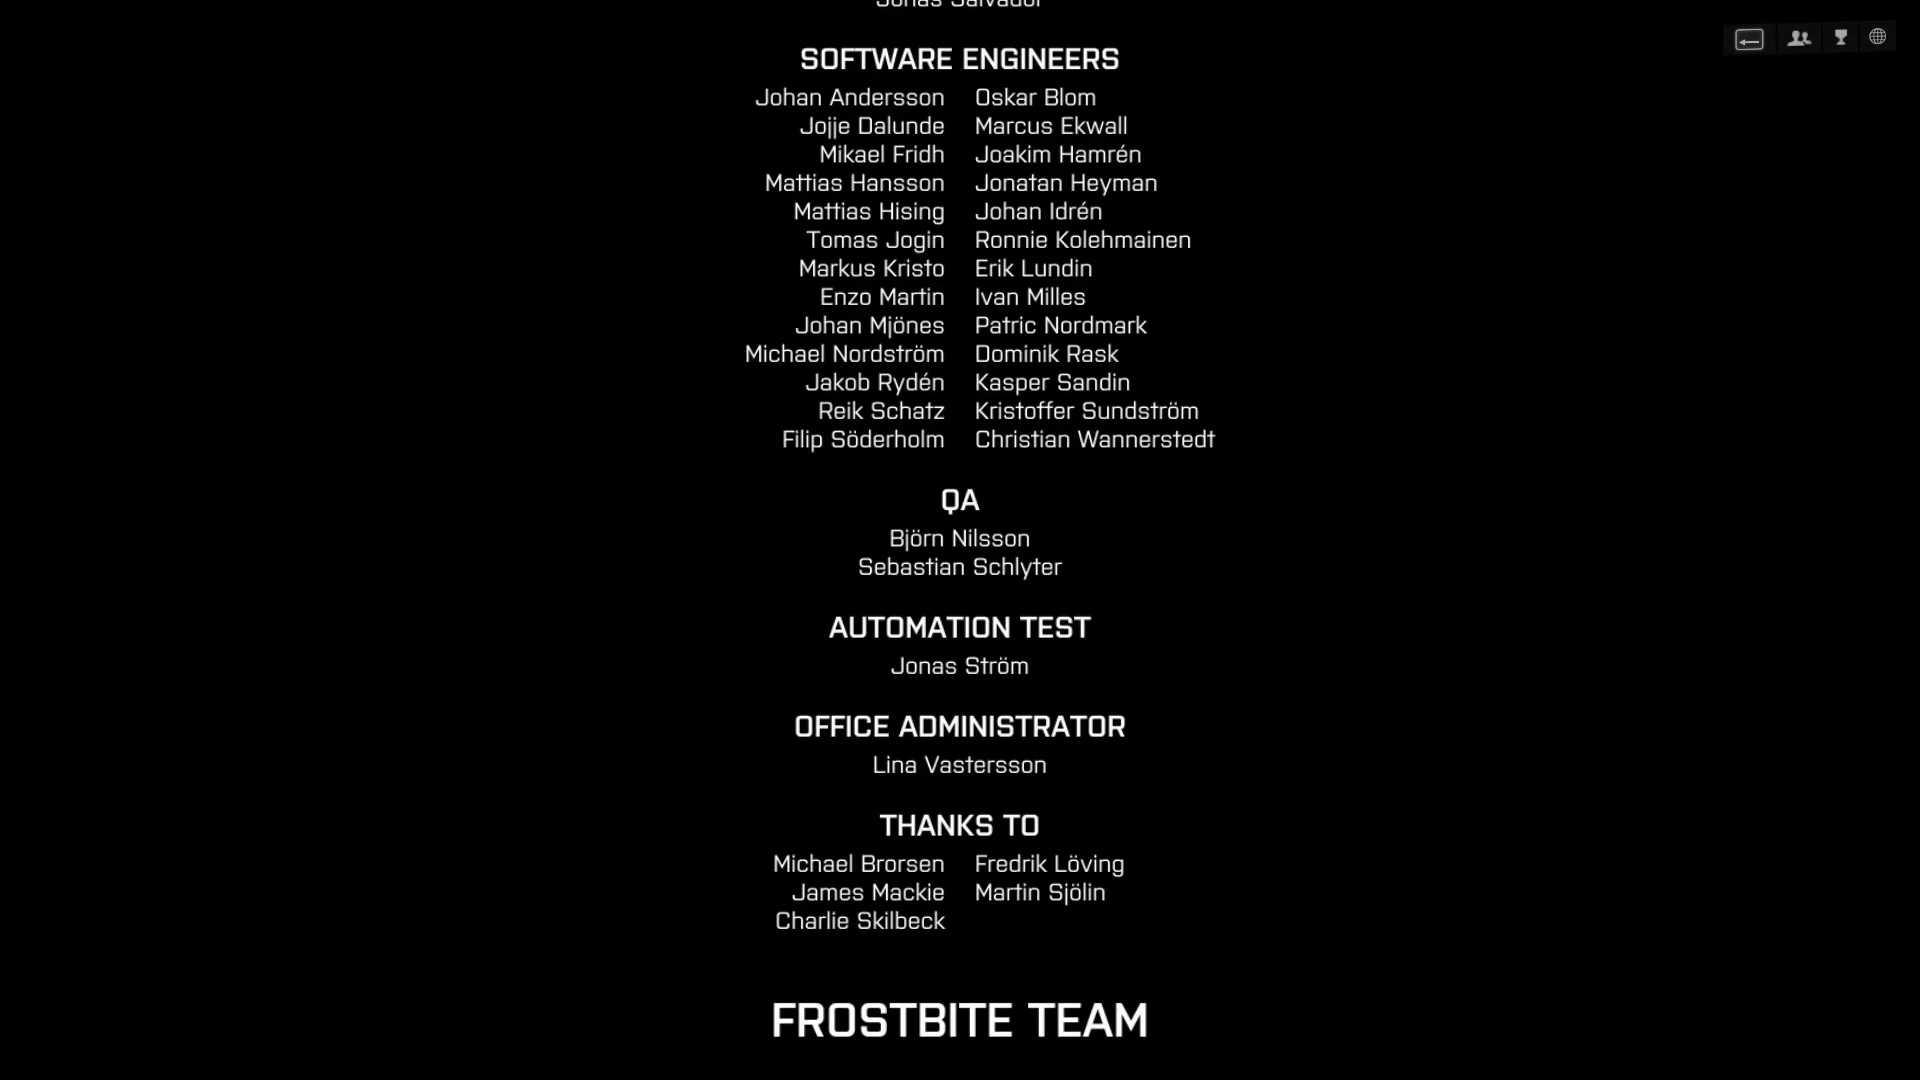 Jonas Salvador
SOFTWARE ENGINEERS
Johan Andersson Oskar Blom
Jojje Dalunde Marcus Ekwall
Mikael Fridh Joakim Hamrén
Mattias Hansson Jonatan Heyman
Mattias Hising Johan Idrén
Tomas Jogin Ronnie Kolehmainen
Markus Kristo Erik Lundin
Enzo Martin Ivan Milles
Johan Mjönes Patric Nordmark
Michael Nordström Dominik Rask
Jakob Rydén Kasper Sandin
Reik Schatz Kristoffer Sundström
Filip Söderholm Christian Wannerstedt
QA
Björn Nilsson
Sebastian Schlyter
AUTOMATION TEST
Jonas Ström
OFFICE ADMINISTRATOR
Lina Vastersson
THANKS TO
Michael Brorsen Fredrik Löving
James Mackie Martin Sjölin
Charlie Skilbeck
FROSTBITE TEAM